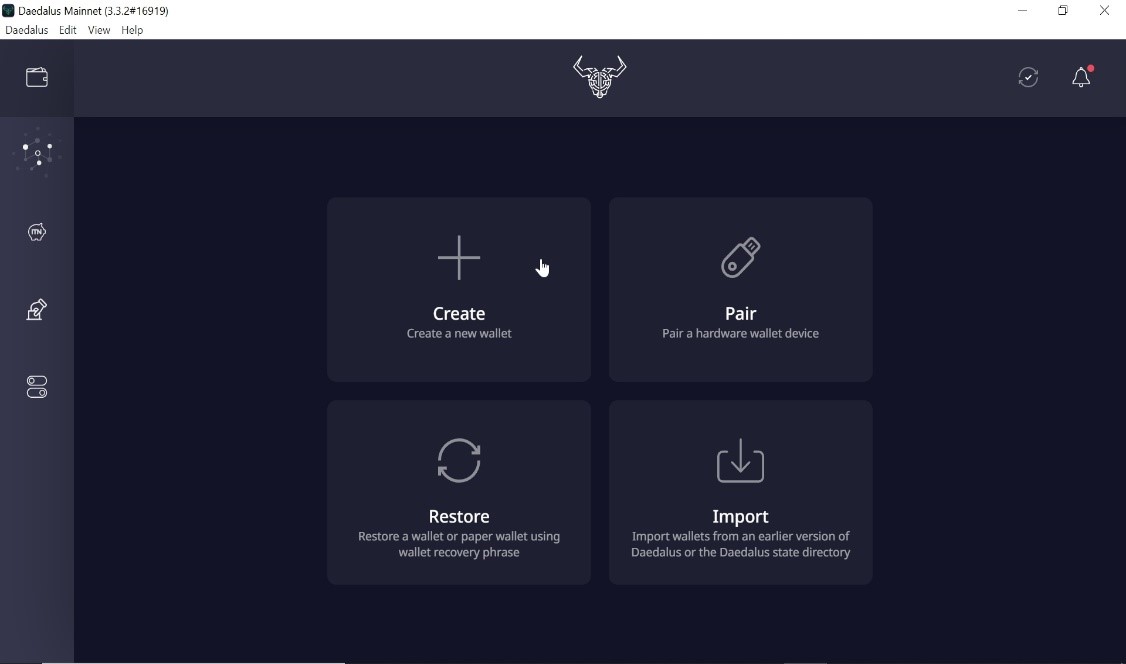 Daedalus Mainnet (3.3.2#16919)
Daedalus Edit View Help
ITN
Create
Create a new wallet
Pair
Pair a hardware wallet device
Restore
Restore a wallet or paper wallet using
wallet recovery phrase
Import
Import wallets from an earlier version of
Daedalus or the Daedalus state directory